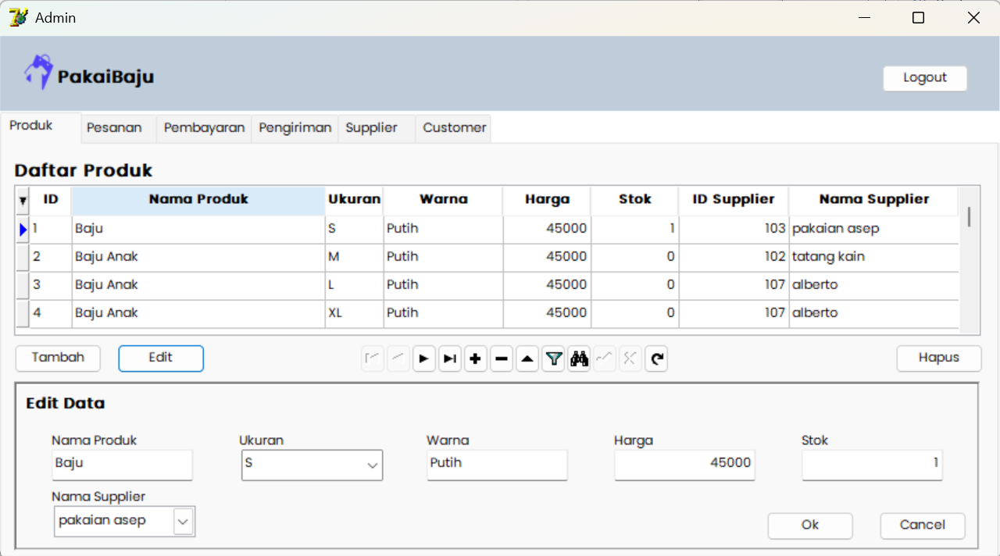 Admin
PakaiBaju
Logout
Produk Pesanan Pembayaran Pengiriman Supplier Customer
Daftar Produk
ID Nama Produk Ukuran Warna Harga Stok ID Supplier Nama Supplier
1 Baju S Putih 45000 1 103 pakaian asep
2 Baju Anak M Putih 45000 0 102 tatang kain
3 Baju Anak L Putih 45000 0 107 alberto
4 Baju Anak XL Putih 45000 0 107 alberto
Tambah Edit Hapus
Edit Data
Nama Produk Ukuran Warna Harga Stok
Baju S Putih 45000 1
Nama Supplier
pakaian asep
Ok Cancel